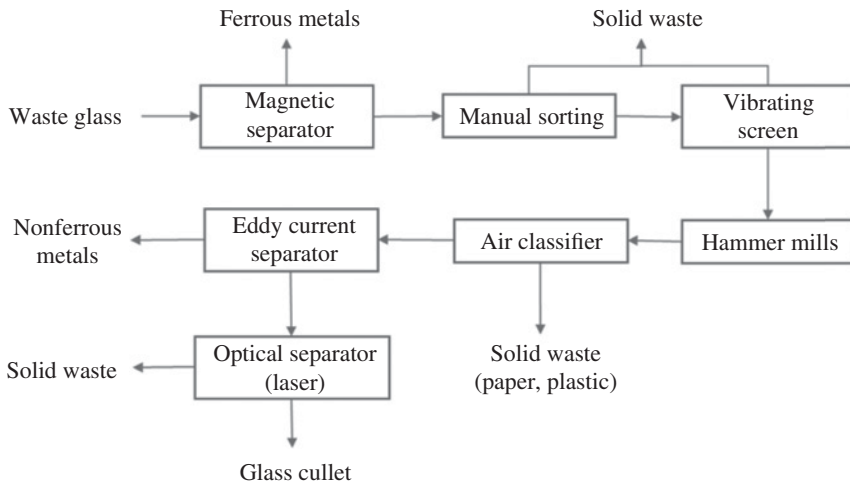 Ferrous metals
Solid waste
Waste glass
Magnetic
separator
Manual sorting
Vibrating
screen
Nonferrous
metals
Eddy current
separator
Air classifier
Hammer mills
Solid waste
Optical separator
(laser)
Solid waste
(paper, plastic)
Glass cullet